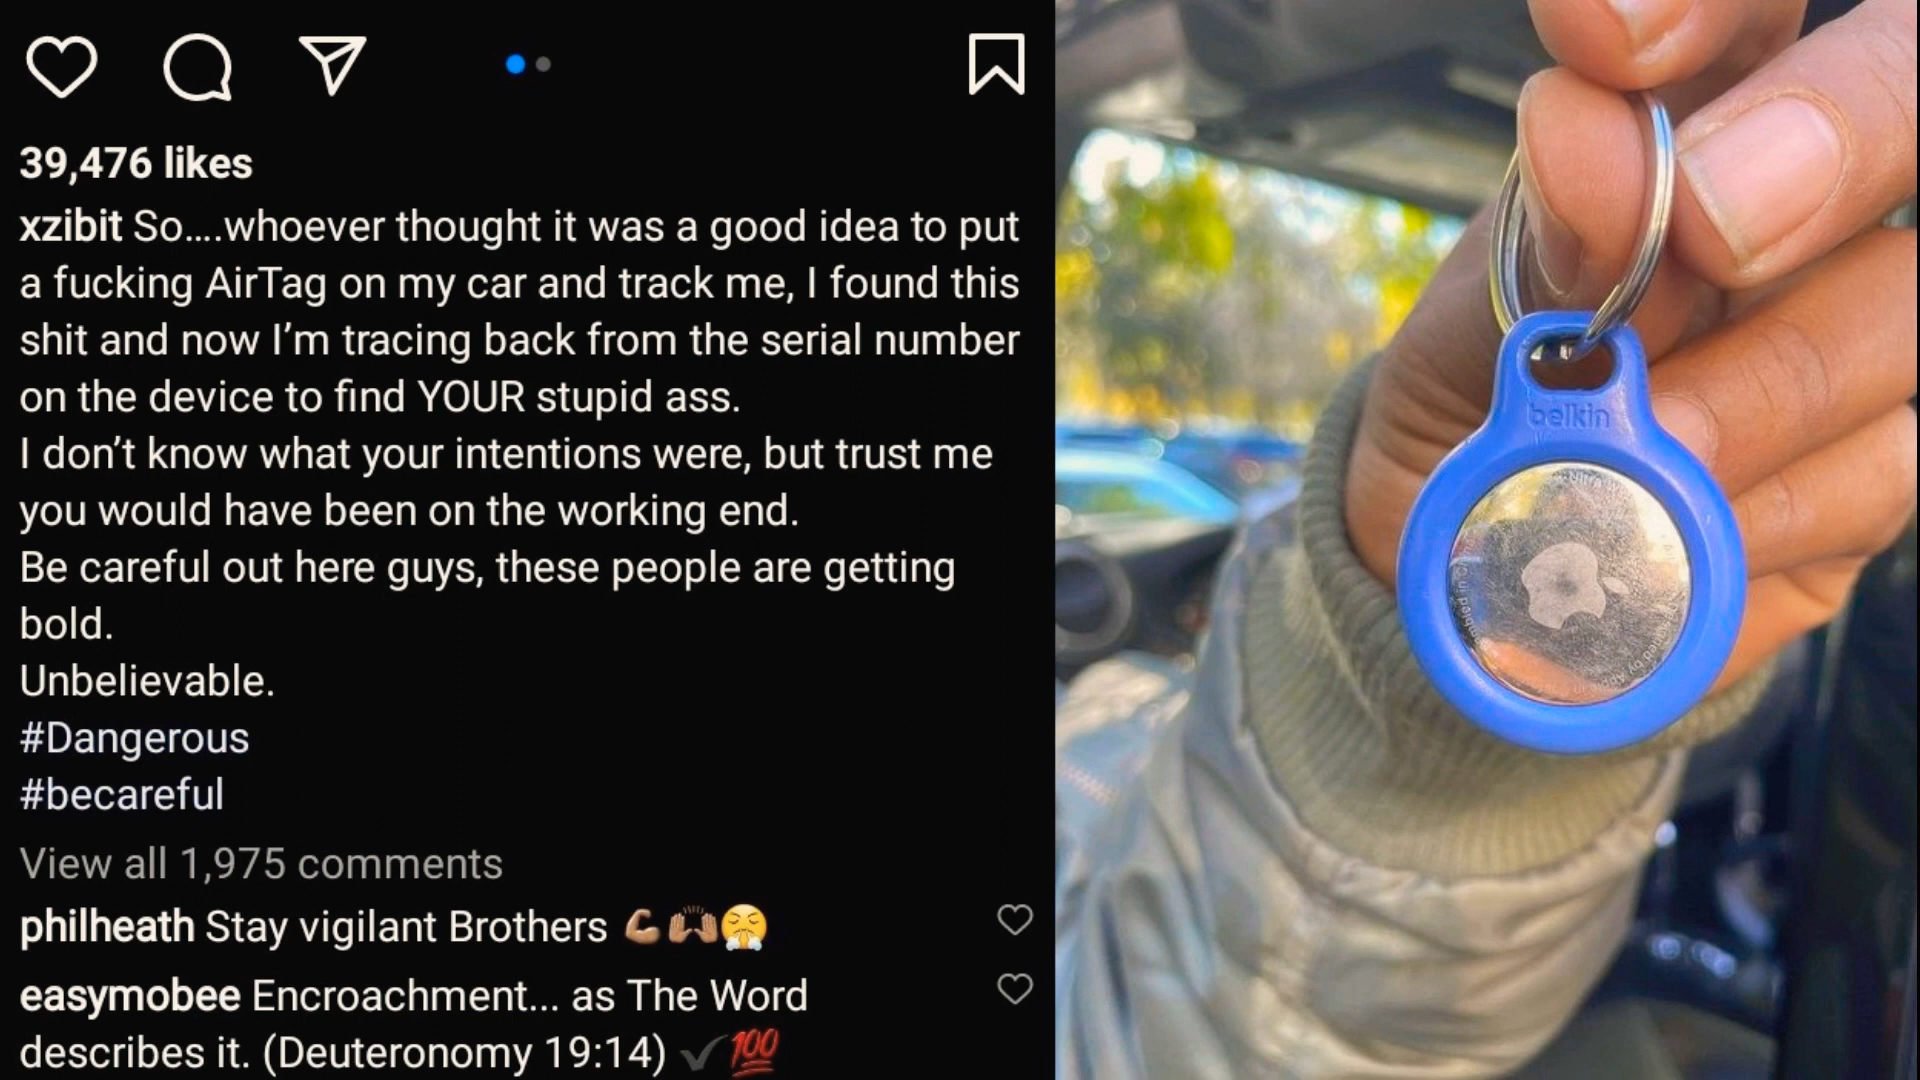 39,476 likes
xzibit So....whoever thought it was a good idea to put
a fucking AirTag on my car and track me, I found this
shit and now I’m tracing back from the serial number
on the device to find YOUR stupid ass.
I don’t know what your intentions were, but trust me
you would have been on the working end.
Be careful out here guys, these people are getting
bold.
Unbelievable.
#Dangerous
#becareful
View all 1,975 comments
philheath Stay vigilant Brothers 💪🏽🙌🏽😤
easymobee Encroachment... as The Word
describes it. (Deuteronomy 19:14) ✔️💯
belkin